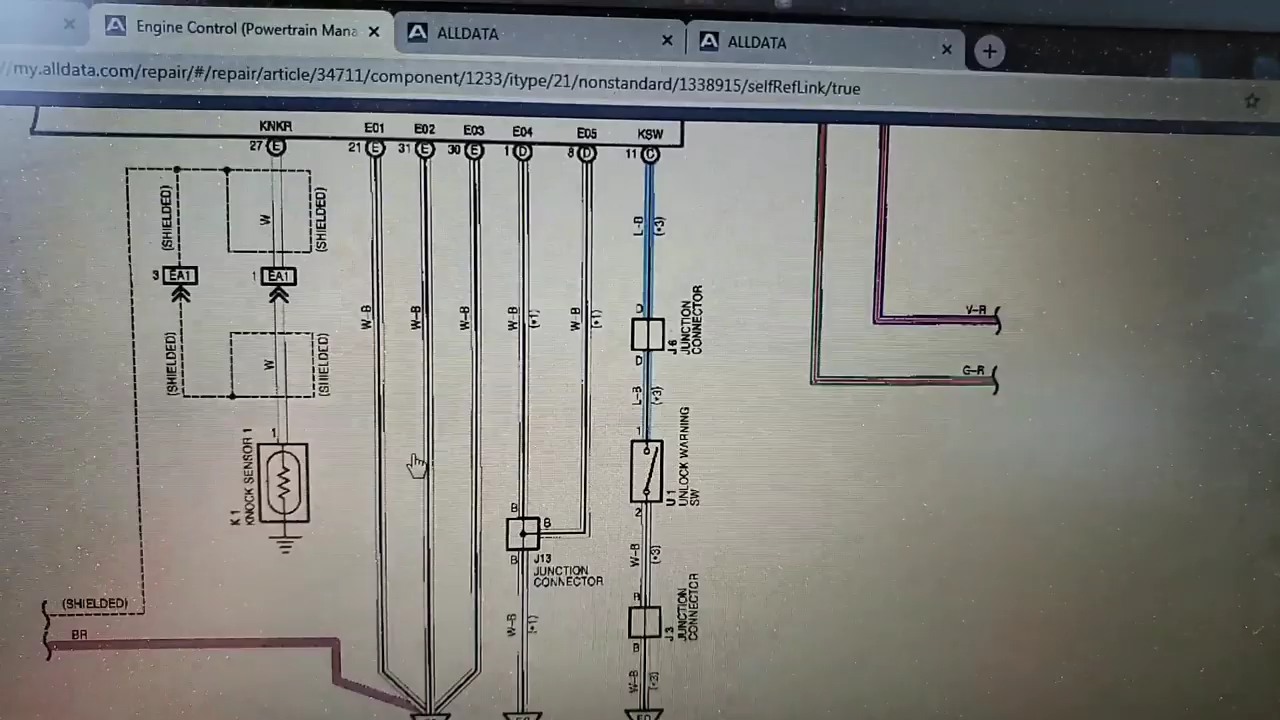 Engine Control (Powertrain Mana
ALLDATA
ALLDATA
//my.alldata.com/repair/#/repair/article/34711/component/1233/itype/21/nonstandard/1338915/selfRefLink/true
KNKR E01 E02 E03 E04 E05 KSW
27 E 21 E 31 E 30 E 1 D 8 D 11 C
(SHIELDED)
W
(SHIELDED)
L-B
(*3)
3 EA1
1 EA1
W-B
W-B
W-B
W-B
(*1)
W-B
(*1)
D
J6
JUNCTION
CONNECTOR
D
V-R
G-R
(SHIELDED)
W
(SHIELDED)
L-B
(*3)
1
K1
KNOCK SENSOR 1
1
U1
UNLOCK WARNING
SW
2
B
B
B
J13
JUNCTION
CONNECTOR
W-B
(*3)
W-B
(*1)
B
J3
JUNCTION
CONNECTOR
B
W-B
(*3)
(SHIELDED)
BR